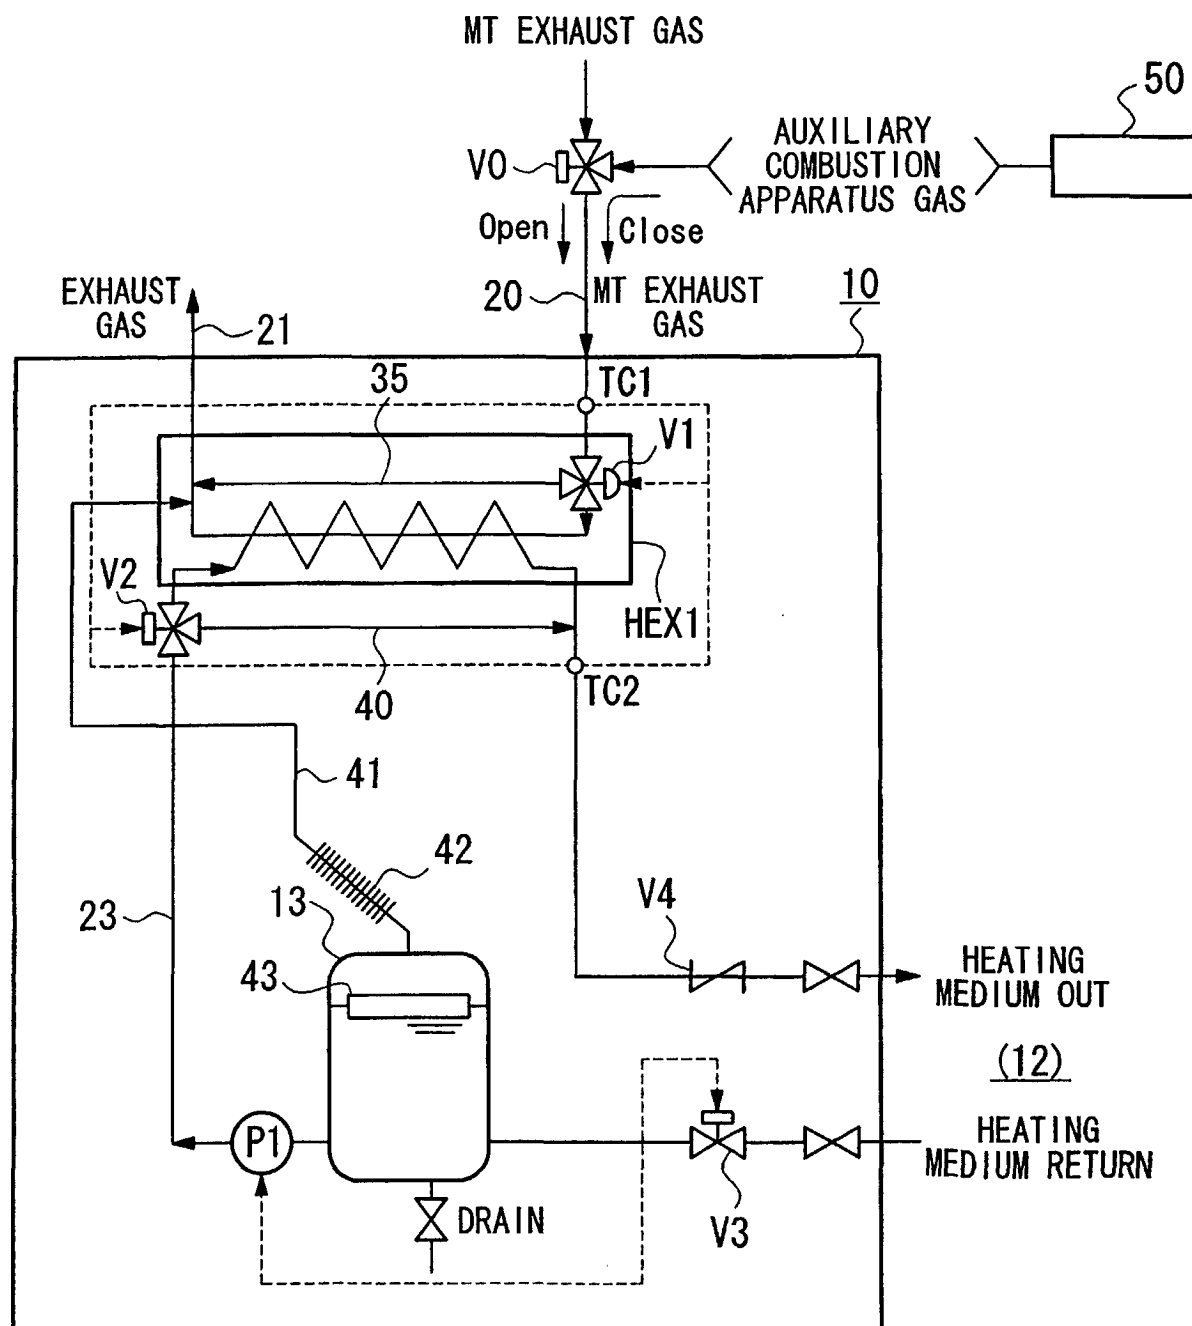 MT EXHAUST GAS
50
AUXILIARY
COMBUSTION
APPARATUS GAS
V0
Open
Close
EXHAUST
GAS
21
20
MT EXHAUST
GAS
10
35
TC1
V1
V2
HEX1
40
TC2
41
42
23
13
V4
43
HEATING
MEDIUM OUT
(12)
P1
HEATING
MEDIUM RETURN
DRAIN
V3